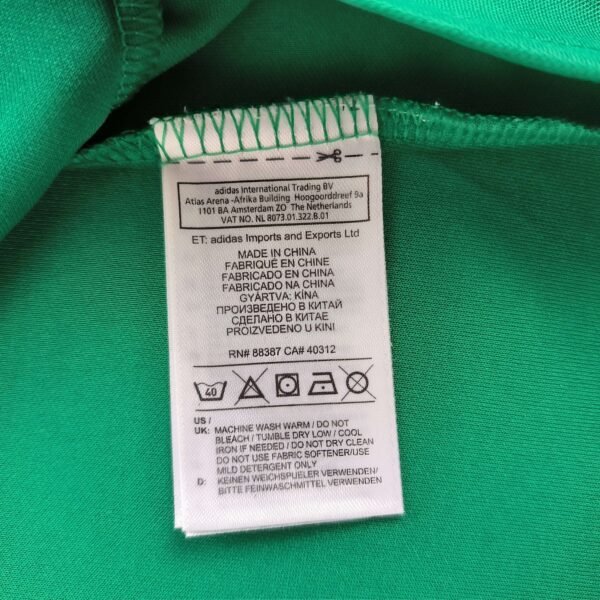 adidas International Trading BV
Atlas Arena -Afrika Building Hoogoorddreef 9a
1101 BA Amsterdam ZO The Netherlands
VAT NO. NL 8073.01.322.B.01
ET: adidas Imports and Exports Ltd
MADE IN CHINA
FABRIQUÉ EN CHINE
FABRICADO EN CHINA
FABRICADO NA CHINA
GYÁRTVA: KÍNA
ПРОИЗВЕДЕНО В КИТАЙ
СДЕЛАНО В КИТАЕ
PROIZVEDENO U KINI
RN# 88387 CA# 40312
40
US /
UK: MACHINE WASH WARM / DO NOT
BLEACH / TUMBLE DRY LOW / COOL
IRON IF NEEDED / DO NOT DRY CLEAN
DO NOT USE FABRIC SOFTENER/USE
MILD DETERGENT ONLY
D: KEINEN WEICHSPUELER VERWENDEN/
BITTE FEINWASCHMITTEL VERWENDEN